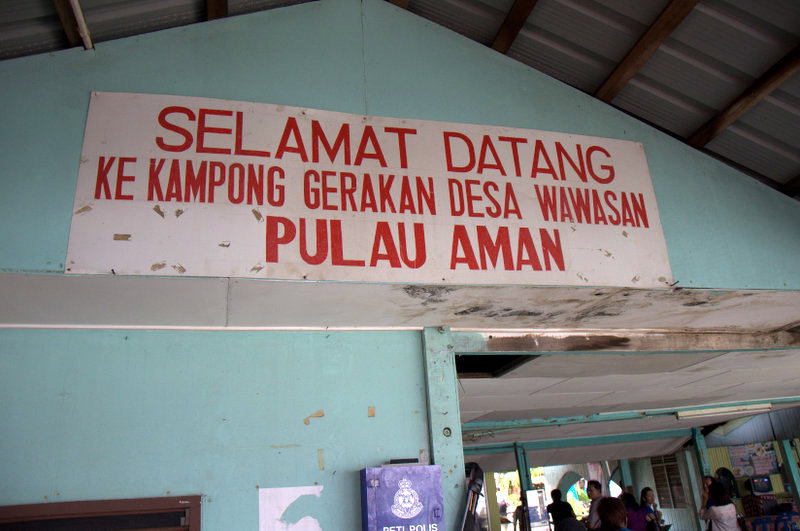 SELAMAT DATANG
KE KAMPONG GERAKAN DESA WAWASAN
PULAU AMAN
PETI POLIS